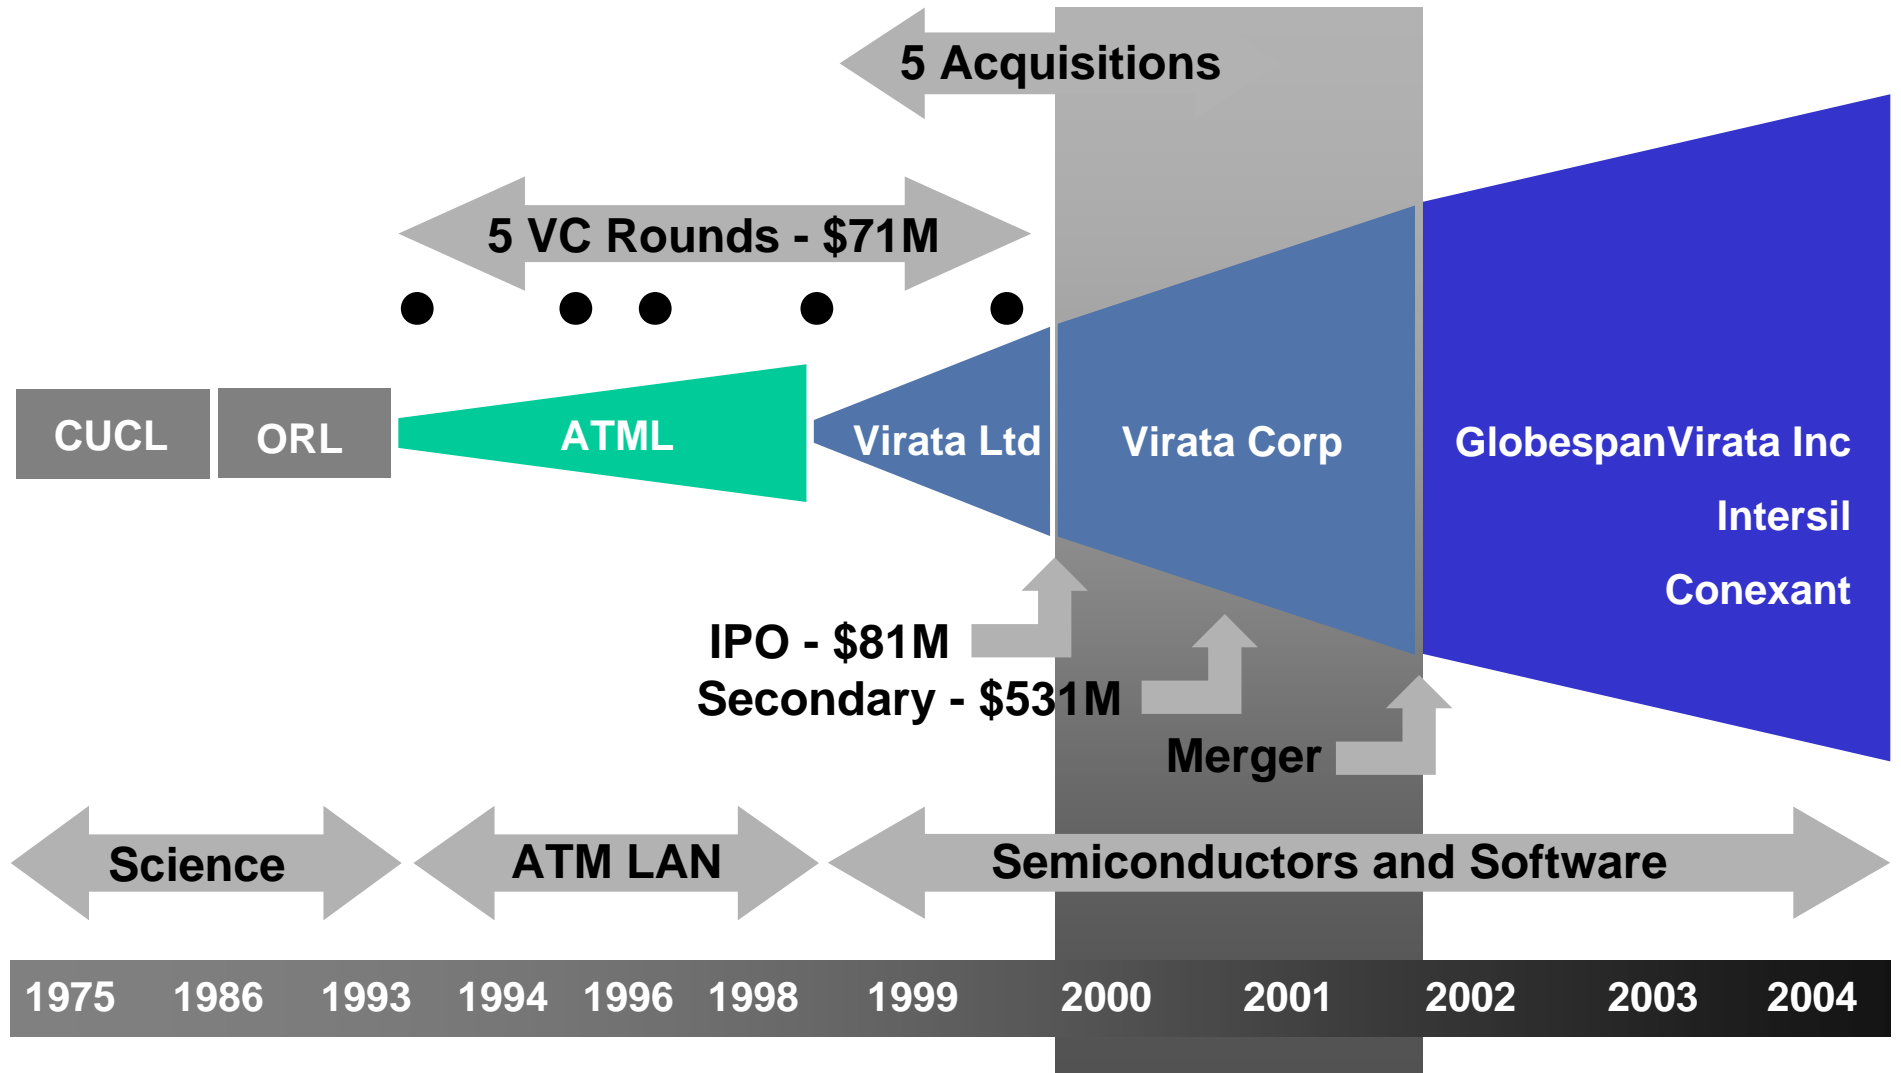 5 Acquisitions
5 VC Rounds - $71M
CUCL
ORL
ATML
Virata Ltd
Virata Corp
GlobespanVirata Inc
Intersil
Conexant
IPO - $81M
Secondary - $531M
Merger
Science
ATM LAN
Semiconductors and Software
1975 1986 1993 1994 1996 1998 1999 2000 2001 2002 2003 2004